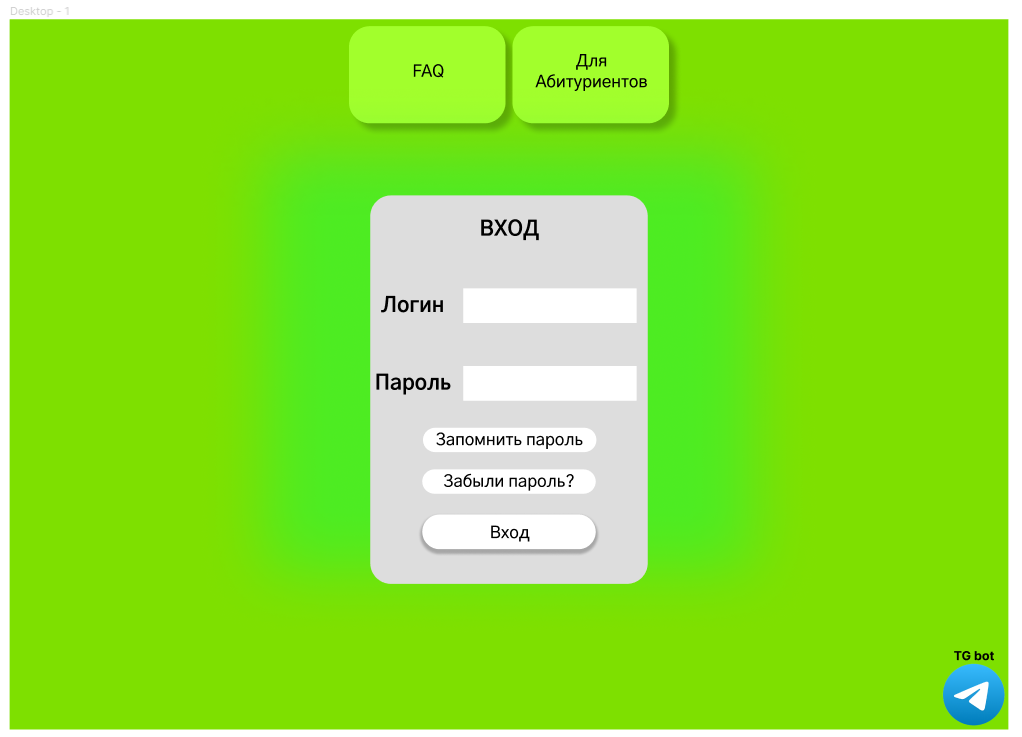 Desktop - 1
FAQ
Для
Абитуриентов
ВХОД
Логин
Пароль
Запомнить пароль
Забыли пароль?
Вход
TG bot